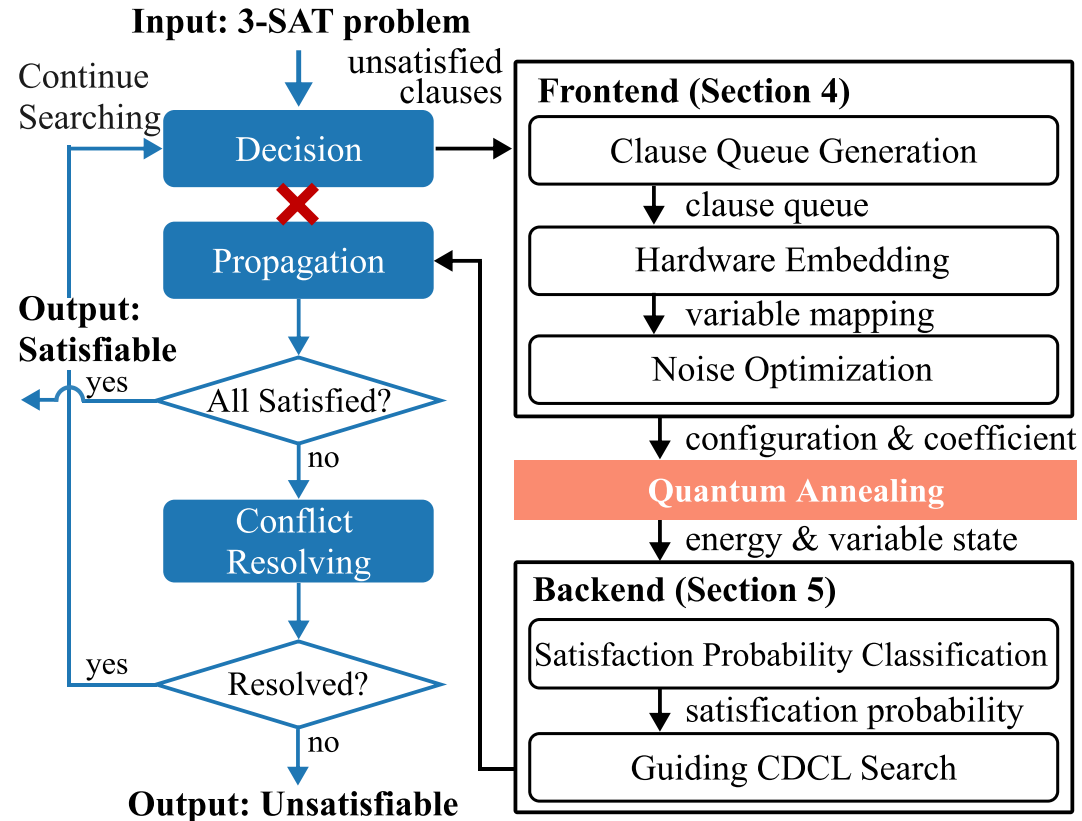 Input: 3-SAT problem
Continue
Searching
unsatisfied
clauses
Decision
Propagation
Output:
Satisfiable
yes
All Satisfied?
no
Conflict
Resolving
yes
Resolved?
no
Output: Unsatisfiable
Frontend (Section 4)
Clause Queue Generation
clause queue
Hardware Embedding
variable mapping
Noise Optimization
configuration & coefficient
Quantum Annealing
energy & variable state
Backend (Section 5)
Satisfaction Probability Classification
satisfication probability
Guiding CDCL Search